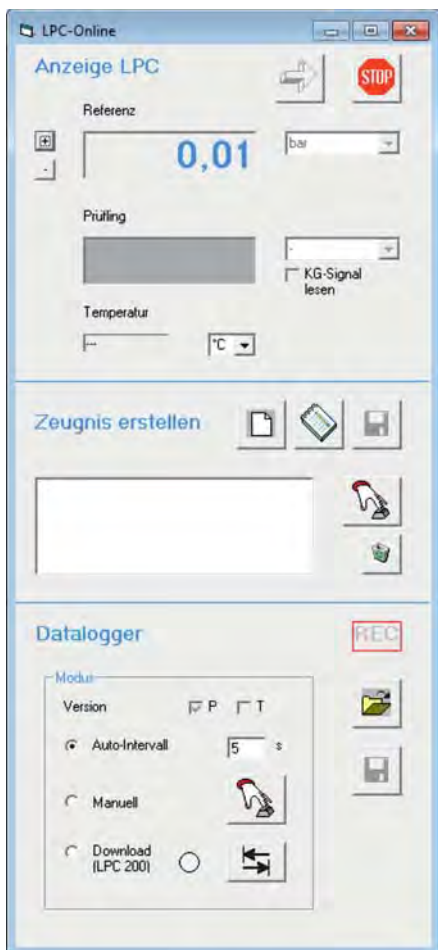 LPC-Online
Anzeige LPC
STOP
Referenz
+
0,01
bar
-
Prüfling
-
KG-Signal
lesen
Temperatur
---
°C
Zeugnis erstellen
Datalogger
REC
Modus
Version
P
T
Auto-Intervall
5
s
Manuell
Download
(LPC 200)